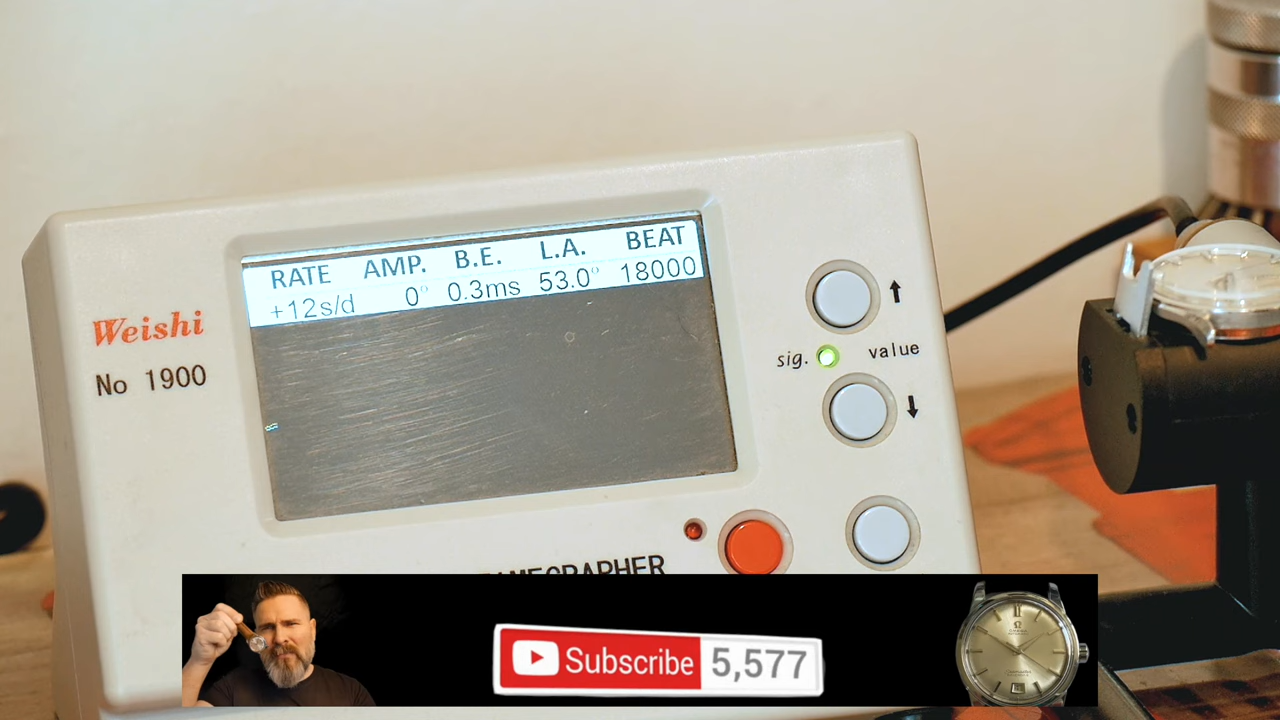 RATE AMP. B.E. L.A. BEAT
+12s/d 0° 0.3ms 53.0° 18000
Weishi
No 1900
sig. value
Subscribe 5,577